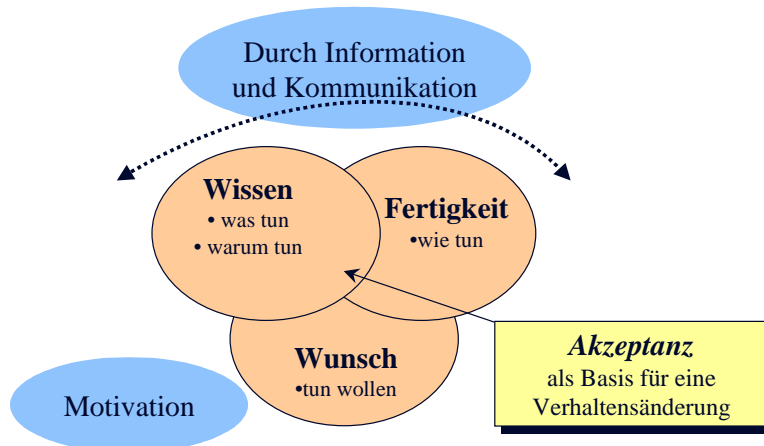 Durch Information
und Kommunikation
Wissen
• was tun
• warum tun
Fertigkeit
•wie tun
Wunsch
•tun wollen
Akzeptanz
als Basis für eine
Verhaltensänderung
Motivation